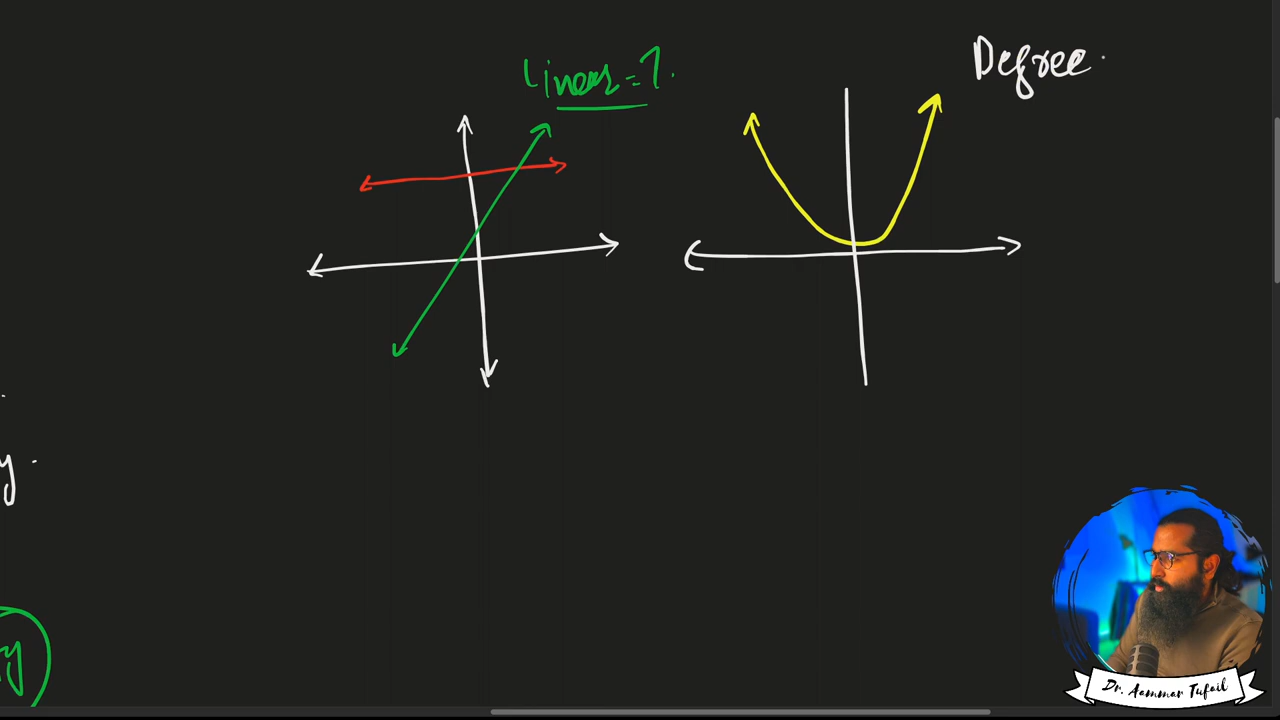 Linear = 1.
Degree.
y.
y
Dr. Aammar Tufail